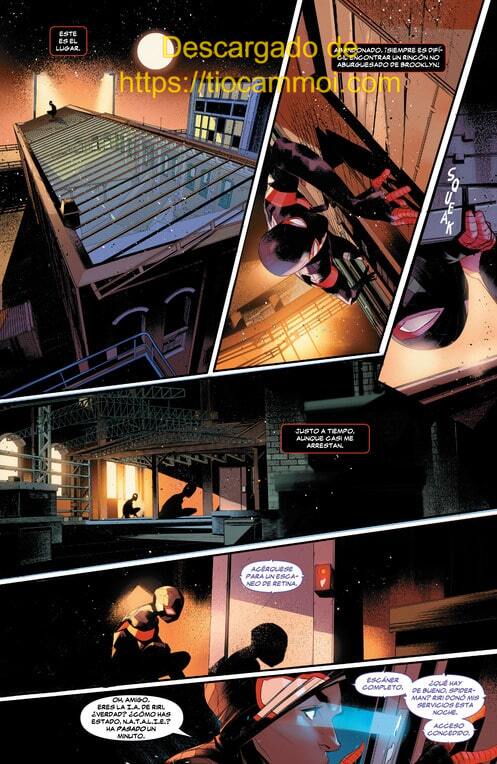 ESTE
ES EL
LUGAR.
Descargado de
https://tiocammol.com
ABANDONADO. ¡SIEMPRE ES DIFÍ-
CIL ENCONTRAR UN RINCÓN NO
ABURGUESADO DE BROOKLYN!
SQUEAK
JUSTO A TIEMPO,
AUNQUE CASI ME
ARRESTAN.
ACÉRQUESE
PARA UN ESCA-
NEO DE RETINA.
OH, AMIGO.
ERES LA I.A. DE RIRI,
¿VERDAD? ¿CÓMO HAS
ESTADO, N.A.T.A.L.I.E.?
HA PASADO UN
MINUTO.
ESCÁNER
COMPLETO.
¿QUÉ HAY
DE BUENO, SPIDER-
MAN? RIRI DONÓ MIS
SERVICIOS ESTA
NOCHE.
ACCESO
CONCEDIDO.